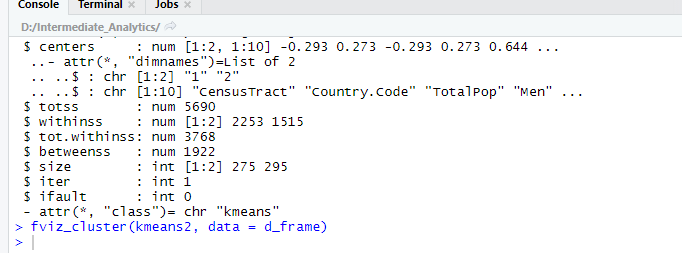 Console Terminal × Jobs ×
D:/Intermediate_Analytics/
$ centers : num [1:2, 1:10] -0.293 0.273 -0.293 0.273 0.644 ...
..- attr(*, "dimnames")=List of 2
.. ..$ : chr [1:2] "1" "2"
.. ..$ : chr [1:10] "CensusTract" "Country.Code" "TotalPop" "Men" ...
$ totss : num 5690
$ withinss : num [1:2] 2253 1515
$ tot.withinss: num 3768
$ betweenss : num 1922
$ size : int [1:2] 275 295
$ iter : int 1
$ ifault : int 0
- attr(*, "class")= chr "kmeans"
> fviz_cluster(kmeans2, data = d_frame)
>